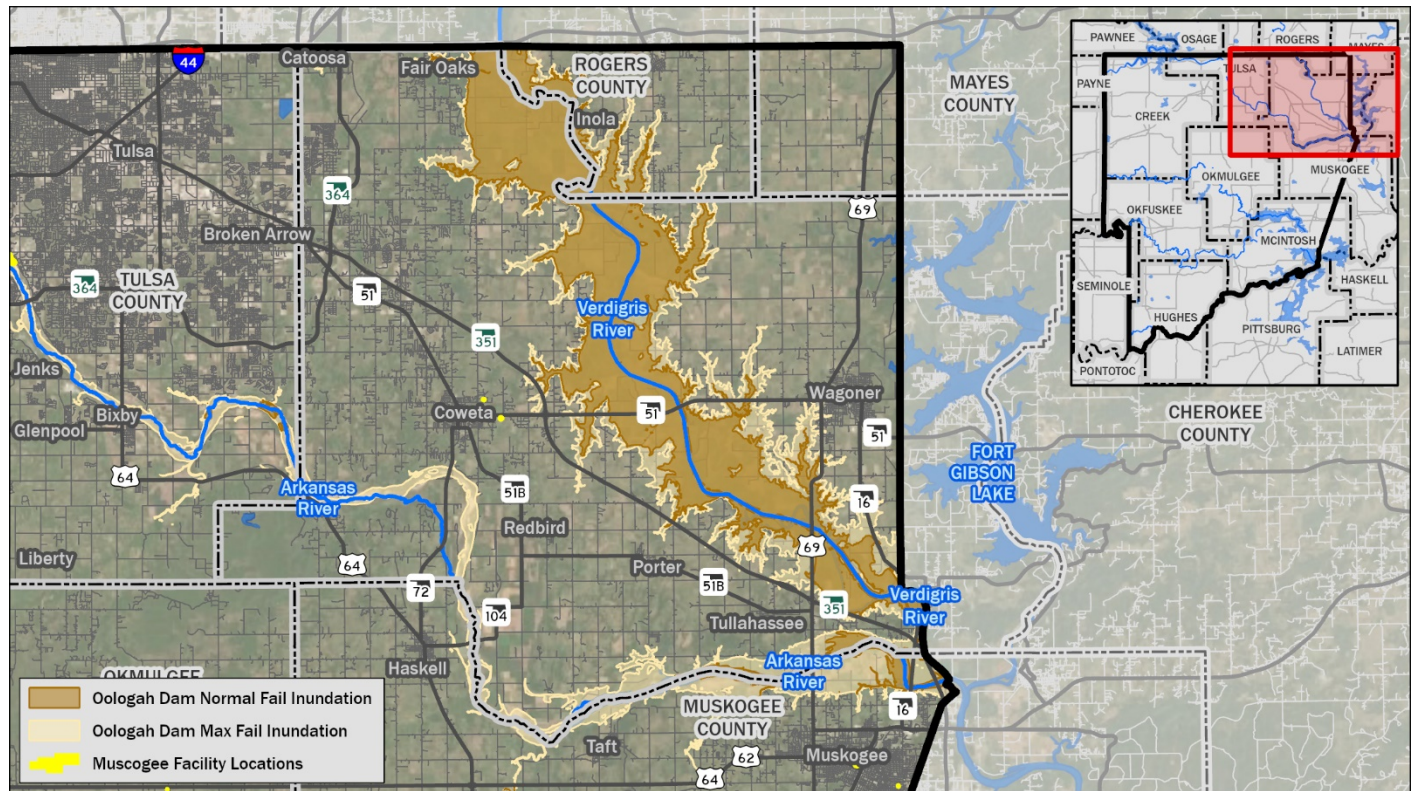 44
Catoosa
Fair Oaks
ROGERS
COUNTY
Inola
MAYES
COUNTY
Tulsa
364
69
Broken Arrow
TULSA
COUNTY
364
51
351
Verdigris
River
Jenks
Bixby
Glenpool
Coweta
51
Wagoner
51
CHEROKEE
COUNTY
64
Arkansas
River
51B
Redbird
16
FORT
GIBSON
LAKE
Liberty
64
69
72
Porter
51B
104
351
Verdigris
River
Tullahassee
Haskell
Arkansas
River
OKMULGEE
MUSKOGEE
COUNTY
16
Taft
62
Muskogee
64
Oologah Dam Normal Fail Inundation
Oologah Dam Max Fail Inundation
Muscogee Facility Locations
PAWNEE
OSAGE
ROGERS
MAYES
TULSA
PAYNE
CREEK
MUSKOGEE
OKMULGEE
OKFUSKEE
MCINTOSH
HASKELL
SEMINOLE
HUGHES
PITTSBURG
LATIMER
PONTOTOC